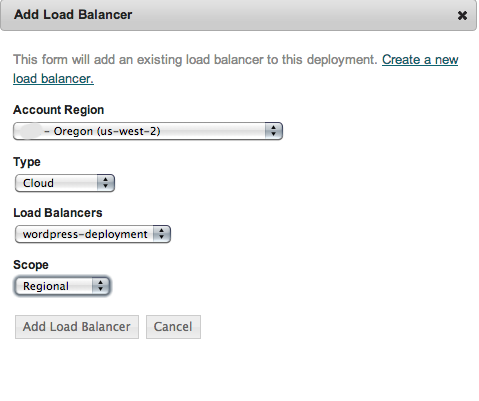 Add Load Balancer
This form will add an existing load balancer to this deployment. Create a new
load balancer.
Account Region
– Oregon (us-west-2)
Type
Cloud
Load Balancers
wordpress-deployment
Scope
Regional
Add Load Balancer Cancel